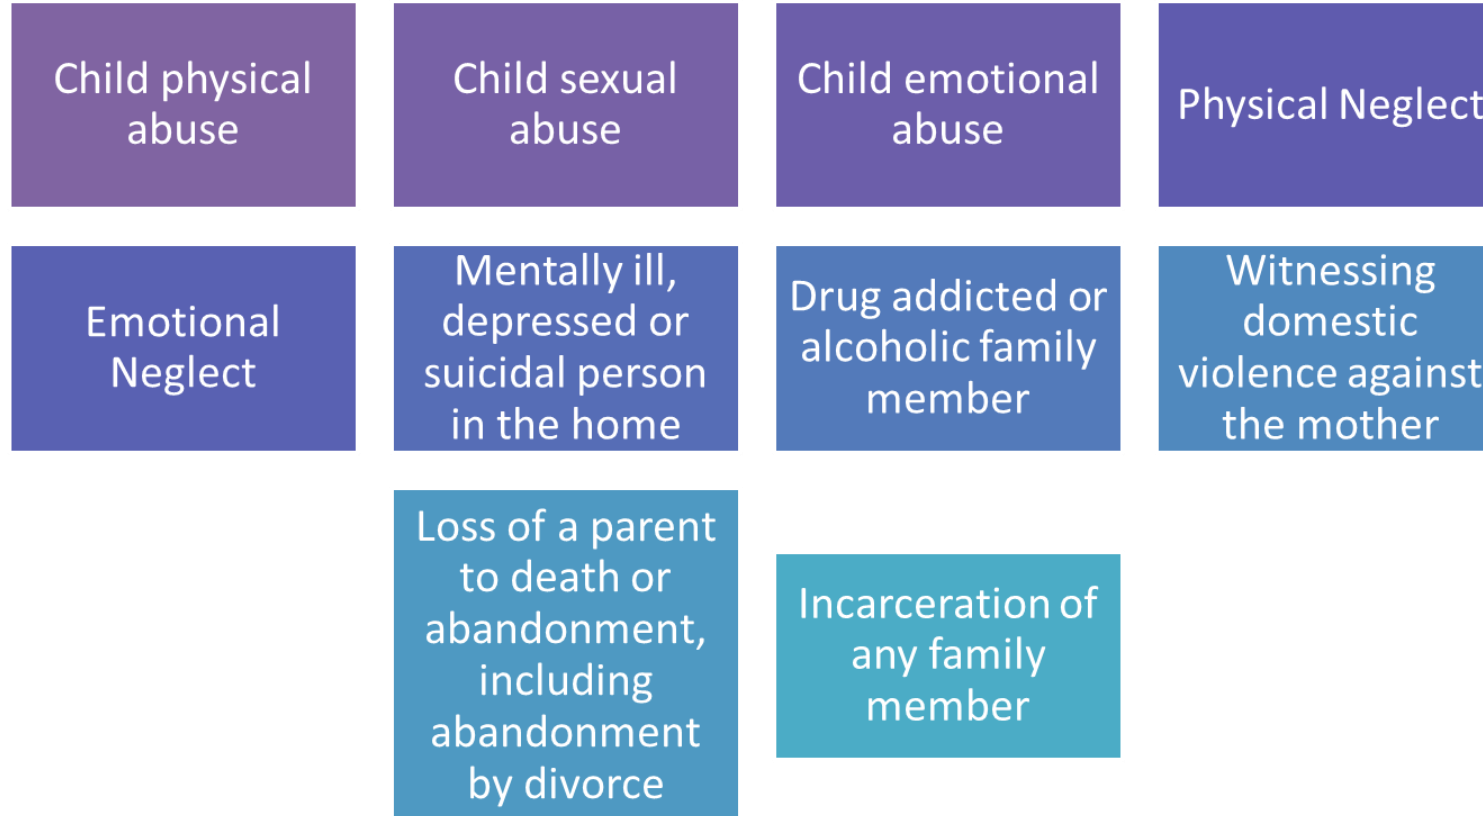 Child physical
abuse
Child sexual
abuse
Child emotional
abuse
Physical Neglect
Emotional
Neglect
Mentally ill,
depressed or
suicidal person
in the home
Drug addicted or
alcoholic family
member
Witnessing
domestic
violence against
the mother
Loss of a parent
to death or
abandonment,
including
abandonment
by divorce
Incarceration of
any family
member